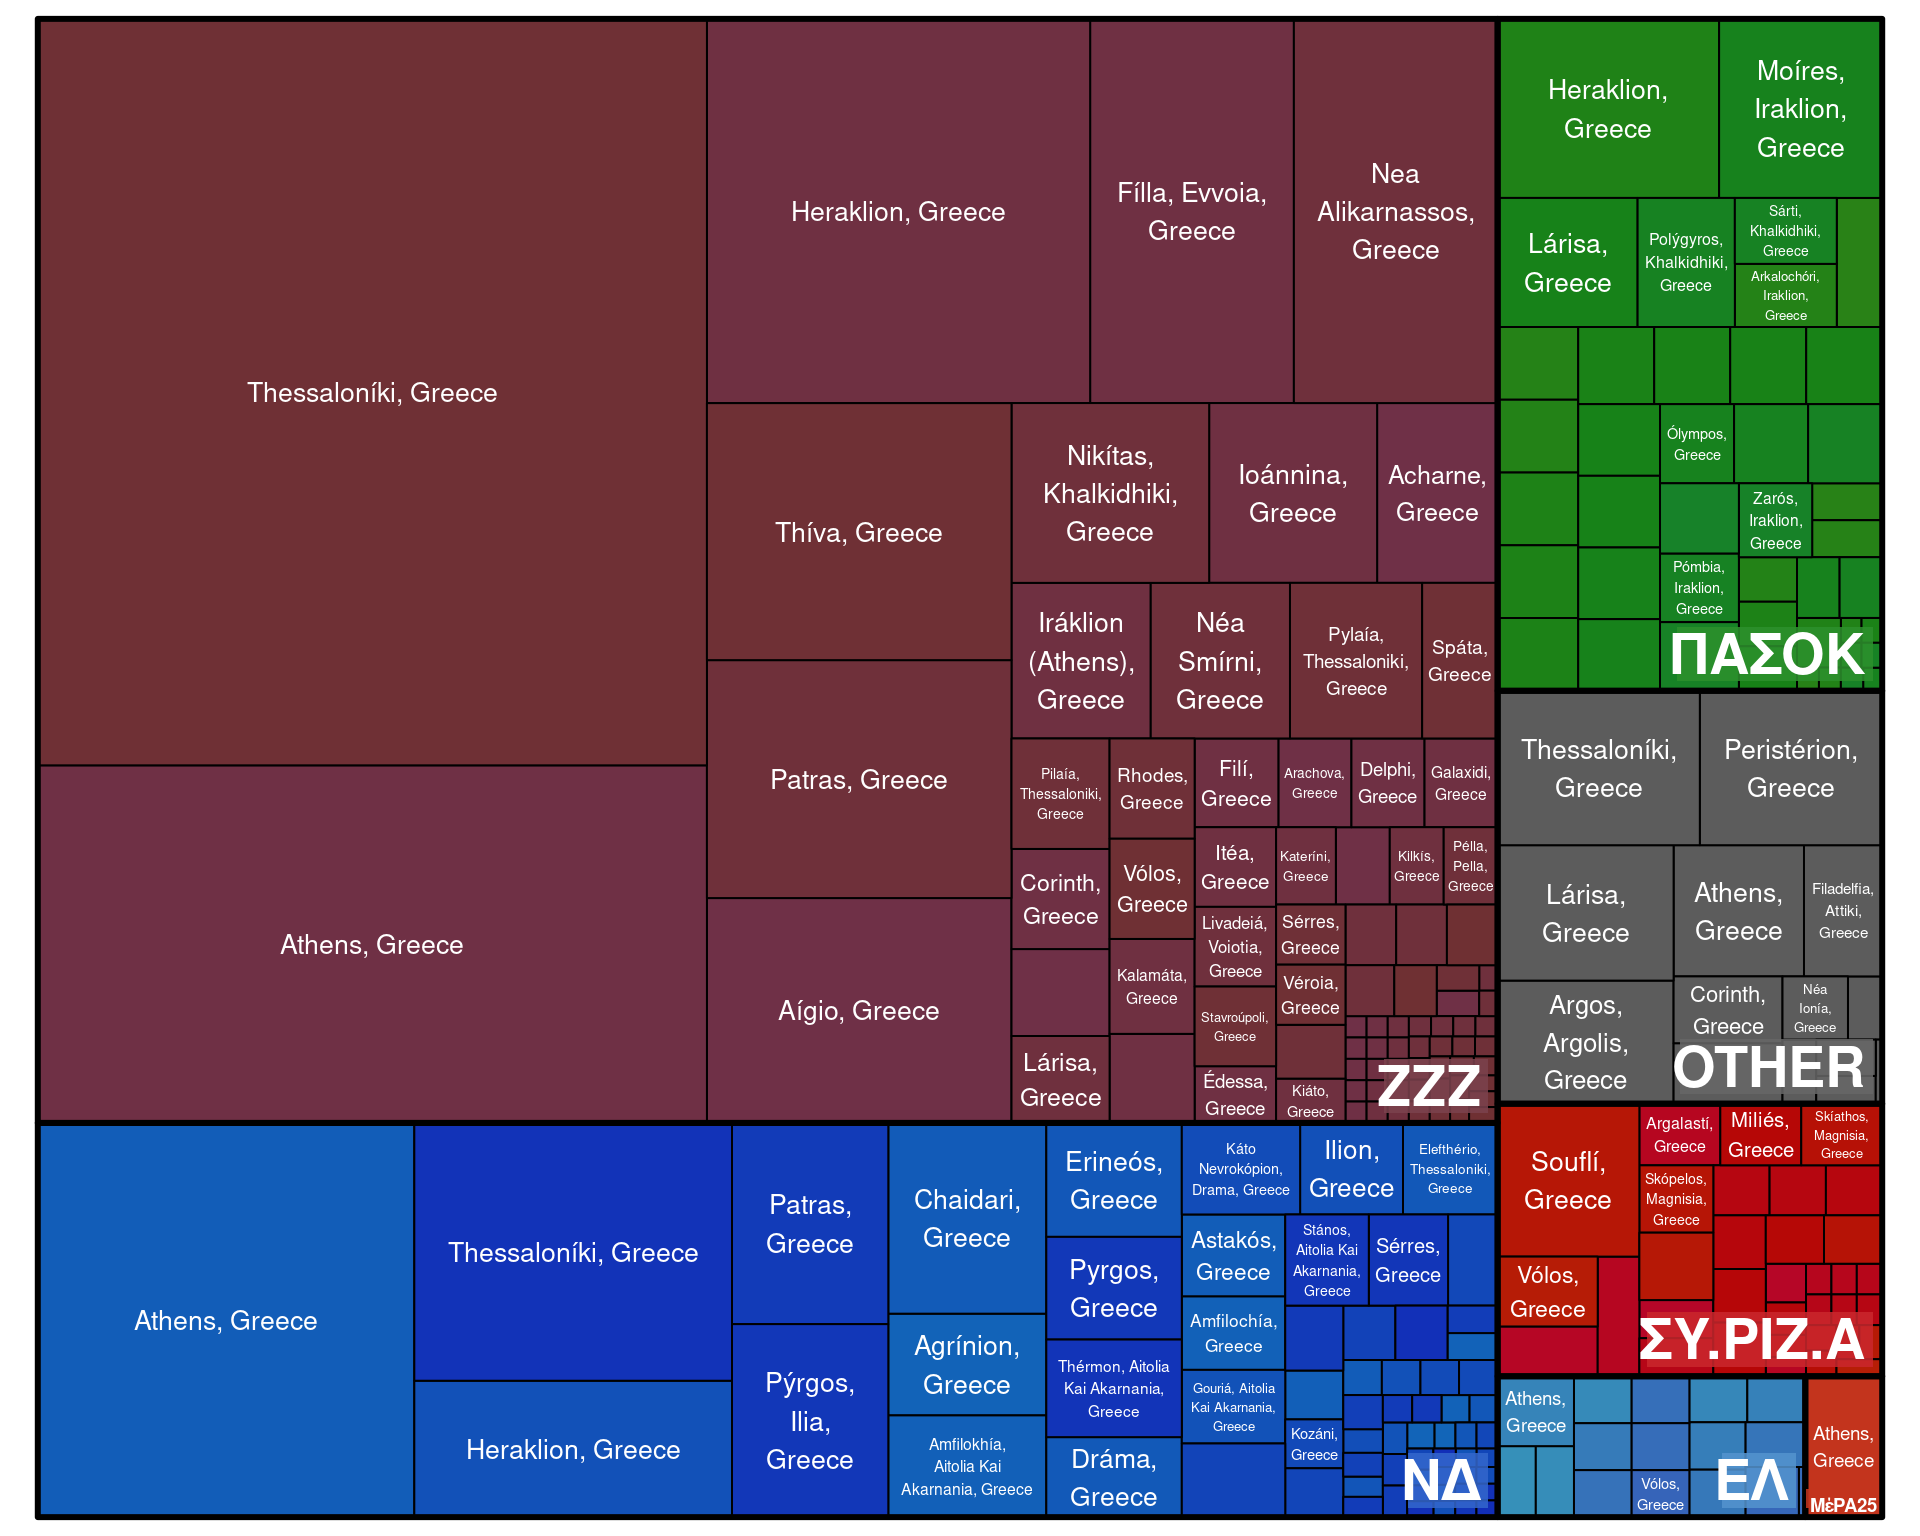 Thessaloníki, Greece
Athens, Greece
Heraklion, Greece
Fílla, Evvoia,
Greece
Nea
Alikarnassos,
Greece
Thíva, Greece
Patras, Greece
Aígio, Greece
Nikítas,
Khalkidhiki,
Greece
Ioánnina,
Greece
Acharne,
Greece
Iráklion
(Athens),
Greece
Néa
Smírni,
Greece
Pylaía,
Thessaloniki,
Greece
Spáta,
Greece
Pilaía,
Thessaloniki,
Greece
Corinth,
Greece
Lárisa,
Greece
Rhodes,
Greece
Vólos,
Greece
Kalamáta,
Greece
Filí,
Greece
Arachova,
Greece
Delphi,
Greece
Galaxidi,
Greece
Itéa,
Greece
Kateríni,
Greece
Kilkís,
Greece
Pélla,
Pella,
Greece
Livadeiá,
Voiotia,
Greece
Sérres,
Greece
Véroia,
Greece
Stavroúpoli,
Greece
Édessa,
Greece
Kiáto,
Greece
ZZZ
Athens, Greece
Thessaloníki, Greece
Heraklion, Greece
Patras,
Greece
Pýrgos,
Ilia,
Greece
Chaidari,
Greece
Agrínion,
Greece
Amfilokhía,
Aitolia Kai
Akarnania, Greece
Erineós,
Greece
Pyrgos,
Greece
Thérmon, Aitolia
Kai Akarnania,
Greece
Dráma,
Greece
Káto
Nevrokópion,
Drama, Greece
Ilion,
Greece
Elefthério,
Thessaloniki,
Greece
Astakós,
Greece
Stános,
Aitolia Kai
Akarnania,
Greece
Sérres,
Greece
Amfilochía,
Greece
Gouriá, Aitolia
Kai Akarnania,
Greece
Kozáni,
Greece
ΝΔ
Heraklion,
Greece
Moíres,
Iraklion,
Greece
Lárisa,
Greece
Polýgyros,
Khalkidhiki,
Greece
Sárti,
Khalkidhiki,
Greece
Arkalochóri,
Iraklion,
Greece
Ólympos,
Greece
Zarós,
Iraklion,
Greece
Pómbia,
Iraklion,
Greece
ΠΑΣΟΚ
Thessaloníki,
Greece
Peristérion,
Greece
Lárisa,
Greece
Athens,
Greece
Filadelfia,
Attiki,
Greece
Argos,
Argolis,
Greece
Corinth,
Greece
Néa
Ionía,
Greece
OTHER
Souflí,
Greece
Argalastí,
Greece
Miliés,
Greece
Skíathos,
Magnisia,
Greece
Skópelos,
Magnisia,
Greece
Vólos,
Greece
ΣΥ.ΡΙΖ.Α
Athens,
Greece
Vólos,
Greece
ΕΛ
Athens,
Greece
ΜέΡΑ25